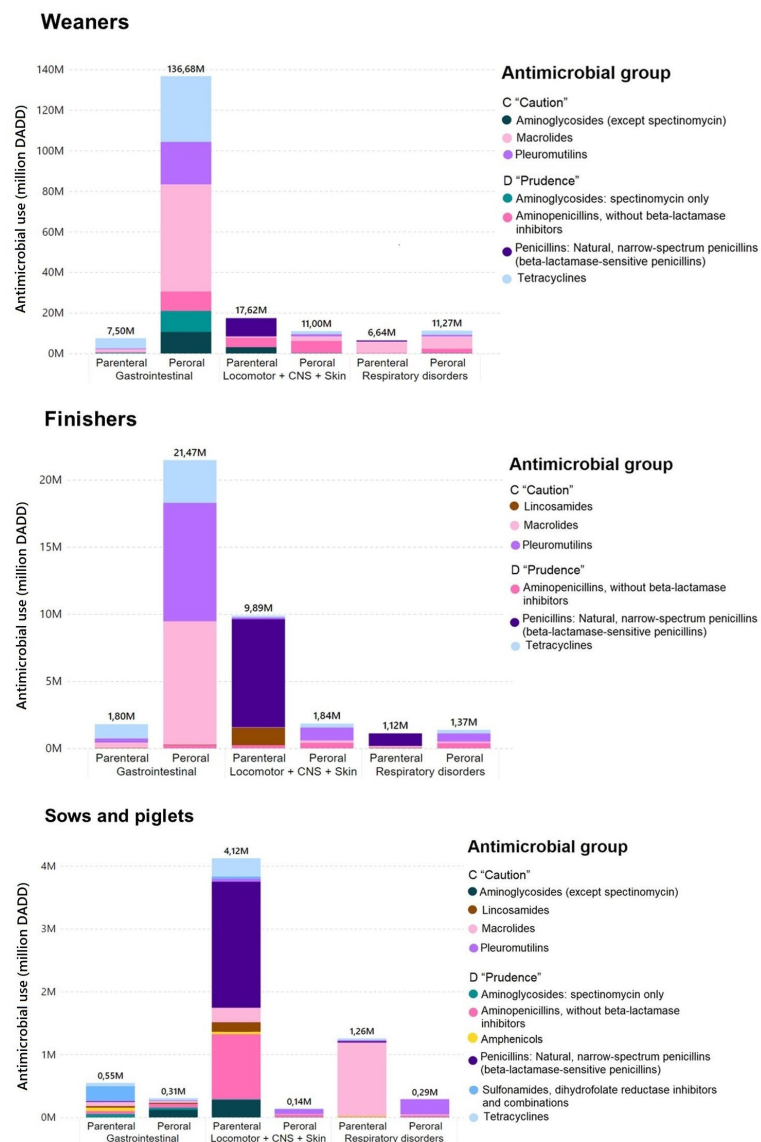 Weaners
Antimicrobial use (million DADD)
140M
120M
100M
80M
60M
40M
20M
0M
7,50M
136,68M
17,62M
11,00M
6,64M
11,27M
Parenteral Peroral Parenteral Peroral Parenteral Peroral
Gastrointestinal Locomotor + CNS + Skin Respiratory disorders
Antimicrobial group
C “Caution”
Aminoglycosides (except spectinomycin)
Macrolides
Pleuromutilins
D “Prudence”
Aminoglycosides: spectinomycin only
Aminopenicillins, without beta-lactamase
inhibitors
Penicillins: Natural, narrow-spectrum penicillins
(beta-lactamase-sensitive penicillins)
Tetracyclines
Finishers
Antimicrobial use (million DADD)
20M
15M
10M
5M
0M
1,80M
21,47M
9,89M
1,84M
1,12M
1,37M
Parenteral Peroral Parenteral Peroral Parenteral Peroral
Gastrointestinal Locomotor + CNS + Skin Respiratory disorders
Antimicrobial group
C “Caution”
Lincosamides
Macrolides
Pleuromutilins
D “Prudence”
Aminopenicillins, without beta-lactamase
inhibitors
Penicillins: Natural, narrow-spectrum penicillins
(beta-lactamase-sensitive penicillins)
Tetracyclines
Sows and piglets
Antimicrobial use (million DADD)
4M
3M
2M
1M
0M
0,55M
0,31M
4,12M
0,14M
1,26M
0,29M
Parenteral Peroral Parenteral Peroral Parenteral Peroral
Gastrointestinal Locomotor + CNS + Skin Respiratory disorders
Antimicrobial group
C “Caution”
Aminoglycosides (except spectinomycin)
Lincosamides
Macrolides
Pleuromutilins
D “Prudence”
Aminoglycosides: spectinomycin only
Aminopenicillins, without beta-lactamase
inhibitors
Amphenicols
Penicillins: Natural, narrow-spectrum penicillins
(beta-lactamase-sensitive penicillins)
Sulfonamides, dihydrofolate reductase inhibitors
and combinations
Tetracyclines